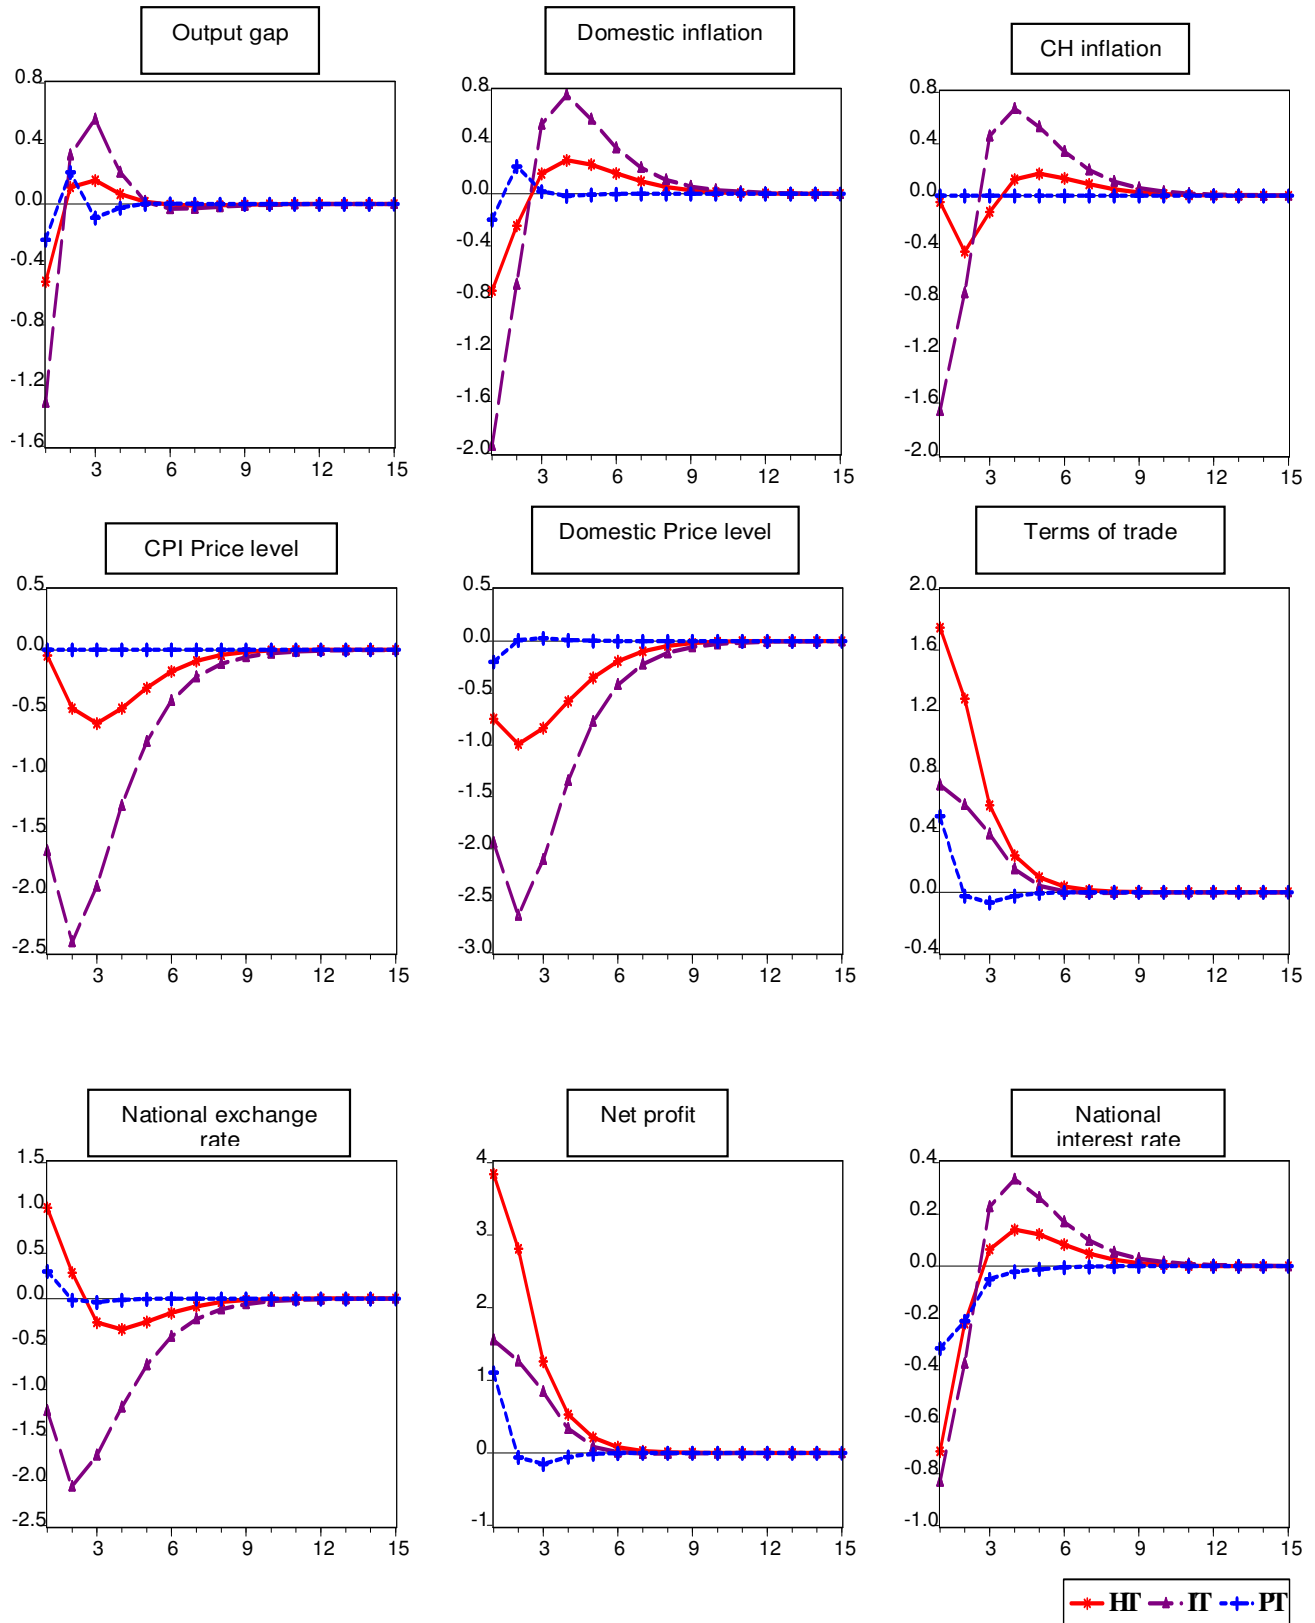 Output gap Domestic inflation CH inflation
0.8 0.8 0.8
0.4 0.4 0.4
0.0 0.0 0.0
-0.4 -0.4 -0.4
-0.8 -0.8 -0.8
-1.2 -1.2 -1.2
-1.6 -1.6 -1.6
-2.0 -2.0
3 6 9 12 15 3 6 9 12 15 3 6 9 12 15
CPI Price level Domestic Price level Terms of trade
0.5 0.5 2.0
0.0 0.0 1.6
-0.5 -0.5 1.2
-1.0 -1.0 0.8
-1.5 -1.5 0.4
-2.0 -2.0 0.0
-2.5 -2.5 -0.4
-3.0
3 6 9 12 15 3 6 9 12 15 3 6 9 12 15
National exchange
rate
Net profit
National
interest rate
1.5 4 0.4
1.0 3 0.2
0.5 2 0.0
0.0 1 -0.2
-0.5 0 -0.4
-1.0 -1 -0.6
-1.5 -0.8
-2.0 -1.0
-2.5
3 6 9 12 15 3 6 9 12 15 3 6 9 12 15
HT IT PT